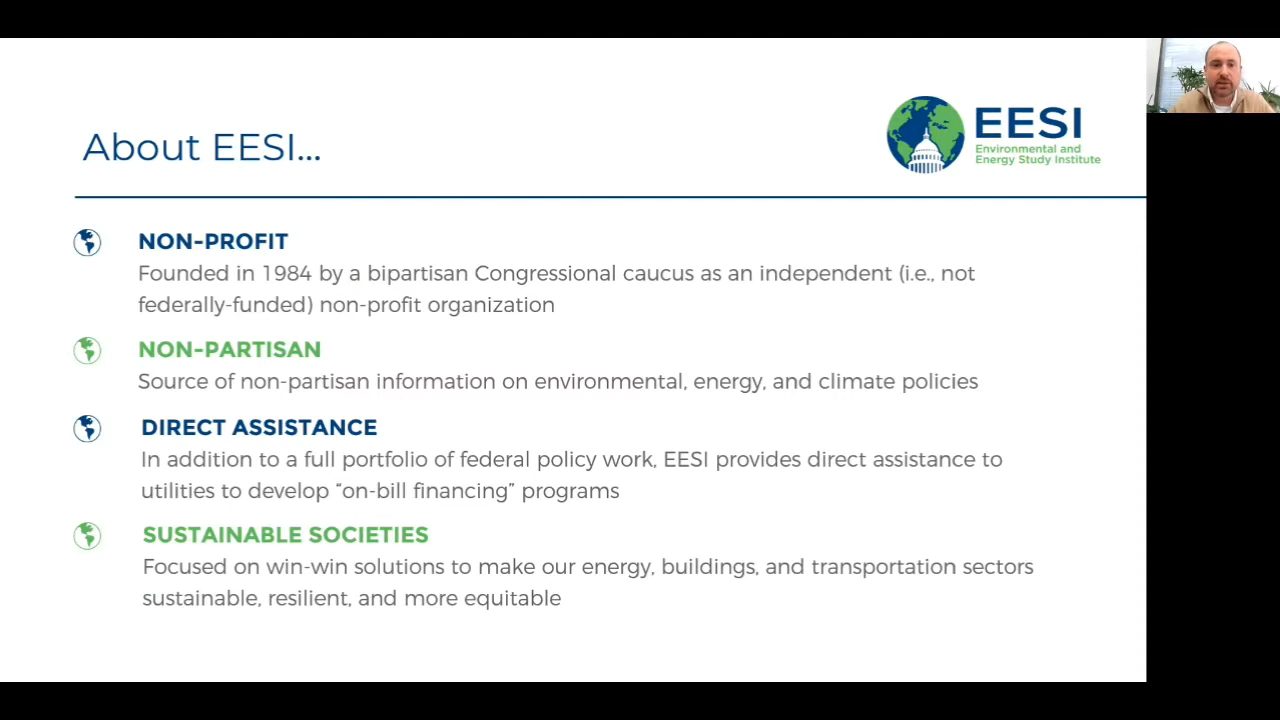 About EESI...
EESI
Environmental and
Energy Study Institute
NON-PROFIT
Founded in 1984 by a bipartisan Congressional caucus as an independent (i.e., not
federally-funded) non-profit organization
NON-PARTISAN
Source of non-partisan information on environmental, energy, and climate policies
DIRECT ASSISTANCE
In addition to a full portfolio of federal policy work, EESI provides direct assistance to
utilities to develop “on-bill financing” programs
SUSTAINABLE SOCIETIES
Focused on win-win solutions to make our energy, buildings, and transportation sectors
sustainable, resilient, and more equitable